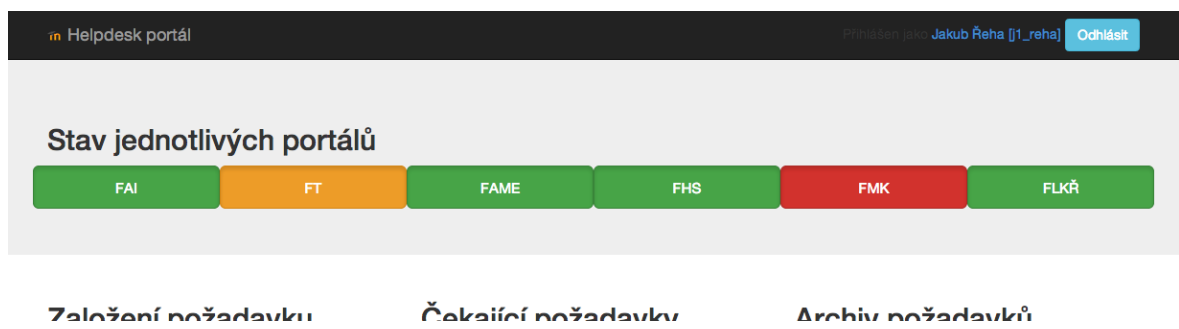 Helpdesk portál
Přihlášen jako Jakub Řeha [j1_reha] Odhlásit
Stav jednotlivých portálů
FAI FT FAME FHS FMK FLKŘ
Založení požadavku Čekající požadavky Archiv požadavků